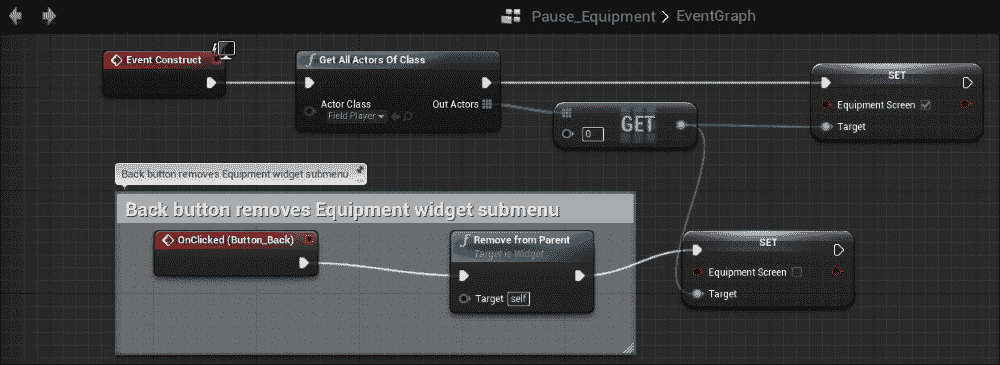 Pause_Equipment > EventGraph
Event Construct
f Get All Actors Of Class
Actor Class
Field Player
Out Actors
0
GET
SET
Equipment Screen
Target
Back button removes Equipment widget submenu
Back button removes Equipment widget submenu
OnClicked (Button_Back)
f Remove from Parent
Target is Widget
Target self
SET
Equipment Screen
Target